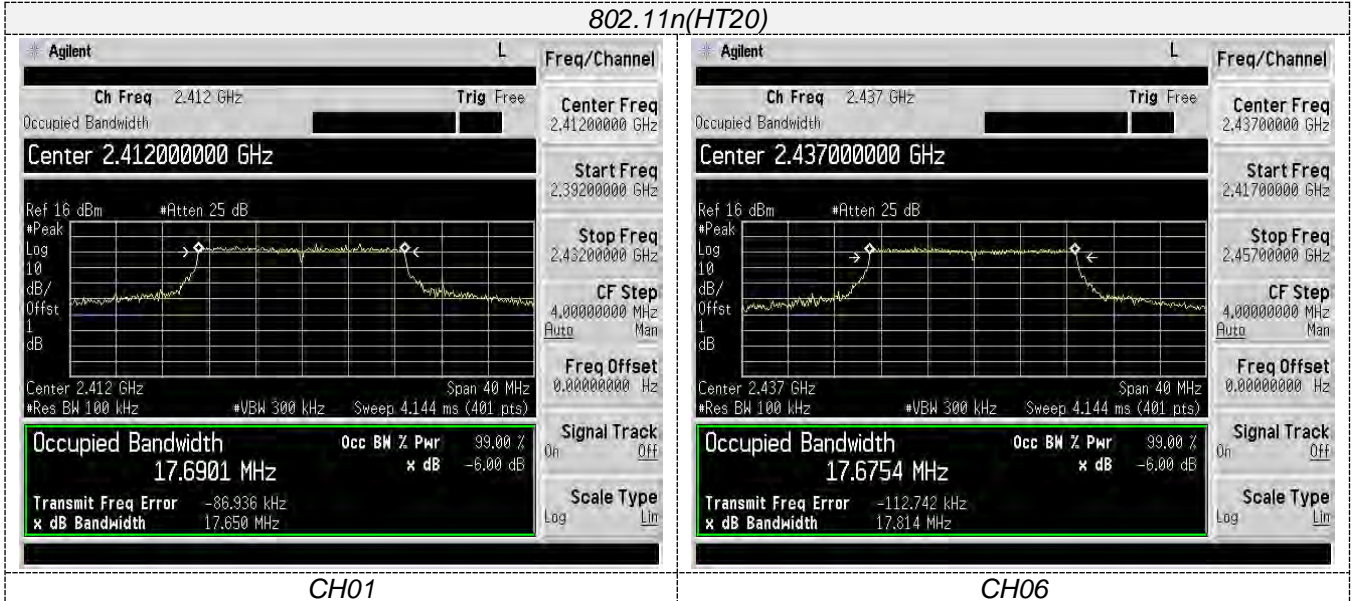 802.11n(HT20)
Agilent L
Freq/Channel
Ch Freq 2.412 GHz Trig Free
Occupied Bandwidth
Center 2.412000000 GHz
Ref 16 dBm #Atten 25 dB
#Peak
Log
10
dB/
Offst
1
dB
Center 2.412 GHz Span 40 MHz
#Res BW 100 kHz #VBW 300 kHz Sweep 4.144 ms (401 pts)
Occupied Bandwidth Occ BW % Pwr 99.00 %
17.6901 MHz x dB -6.00 dB
Transmit Freq Error -86.936 kHz
x dB Bandwidth 17.650 MHz
Center Freq
2.41200000 GHz
Start Freq
2.39200000 GHz
Stop Freq
2.43200000 GHz
CF Step
4.00000000 MHz
Auto Man
Freq Offset
0.00000000 Hz
Signal Track
On Off
Scale Type
Log Lin
CH01
Agilent L
Freq/Channel
Ch Freq 2.437 GHz Trig Free
Occupied Bandwidth
Center 2.437000000 GHz
Ref 16 dBm #Atten 25 dB
#Peak
Log
10
dB/
Offst
1
dB
Center 2.437 GHz Span 40 MHz
#Res BW 100 kHz #VBW 300 kHz Sweep 4.144 ms (401 pts)
Occupied Bandwidth Occ BW % Pwr 99.00 %
17.6754 MHz x dB -6.00 dB
Transmit Freq Error -112.742 kHz
x dB Bandwidth 17.814 MHz
Center Freq
2.43700000 GHz
Start Freq
2.41700000 GHz
Stop Freq
2.45700000 GHz
CF Step
4.00000000 MHz
Auto Man
Freq Offset
0.00000000 Hz
Signal Track
On Off
Scale Type
Log Lin
CH06